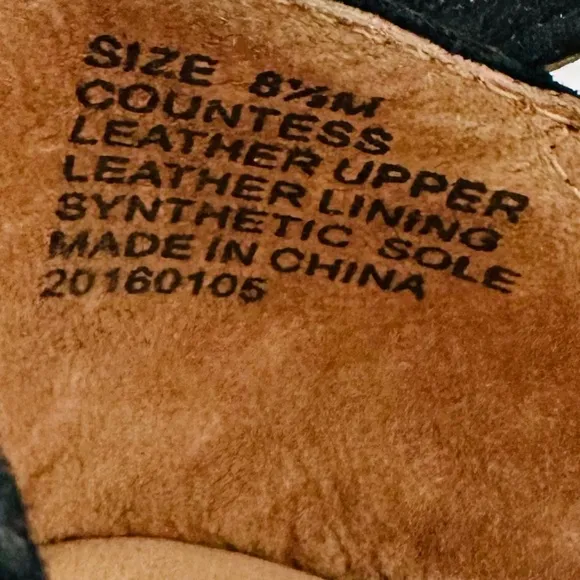 SIZE 8½M
COUNTESS
LEATHER UPPER
LEATHER LINING
SYNTHETIC SOLE
MADE IN CHINA
20160105